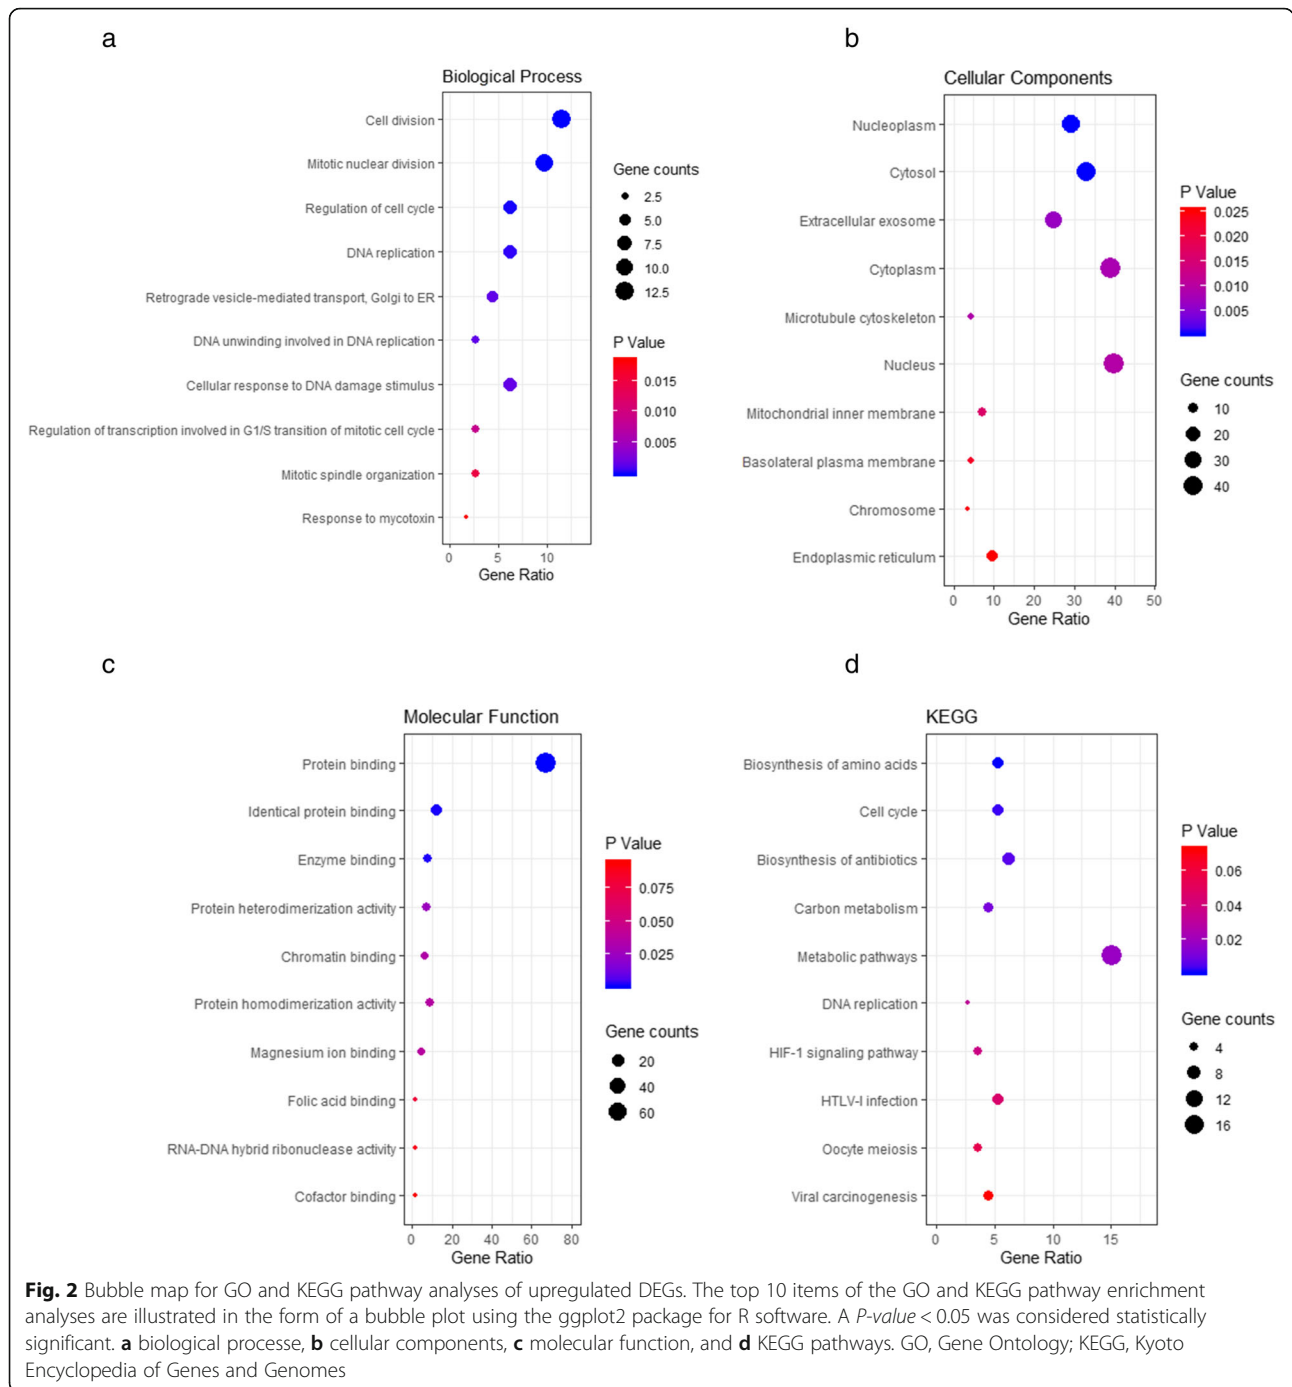 a
Biological Process
Cell division
Mitotic nuclear division
Regulation of cell cycle
DNA replication
Retrograde vesicle-mediated transport, Golgi to ER
DNA unwinding involved in DNA replication
Cellular response to DNA damage stimulus
Regulation of transcription involved in G1/S transition of mitotic cell cycle
Mitotic spindle organization
Response to mycotoxin
0 5 10
Gene Ratio
Gene counts
2.5
5.0
7.5
10.0
12.5
P Value
0.015
0.010
0.005
b
Cellular Components
Nucleoplasm
Cytosol
Extracellular exosome
Cytoplasm
Microtubule cytoskeleton
Nucleus
Mitochondrial inner membrane
Basolateral plasma membrane
Chromosome
Endoplasmic reticulum
0 10 20 30 40 50
Gene Ratio
P Value
0.025
0.020
0.015
0.010
0.005
Gene counts
10
20
30
40
c
Molecular Function
Protein binding
Identical protein binding
Enzyme binding
Protein heterodimerization activity
Chromatin binding
Protein homodimerization activity
Magnesium ion binding
Folic acid binding
RNA-DNA hybrid ribonuclease activity
Cofactor binding
0 20 40 60 80
Gene Ratio
P Value
0.075
0.050
0.025
Gene counts
20
40
60
d
KEGG
Biosynthesis of amino acids
Cell cycle
Biosynthesis of antibiotics
Carbon metabolism
Metabolic pathways
DNA replication
HIF-1 signaling pathway
HTLV-I infection
Oocyte meiosis
Viral carcinogenesis
0 5 10 15
Gene Ratio
P Value
0.06
0.04
0.02
Gene counts
4
8
12
16
Fig. 2 Bubble map for GO and KEGG pathway analyses of upregulated DEGs. The top 10 items of the GO and KEGG pathway enrichment
analyses are illustrated in the form of a bubble plot using the ggplot2 package for R software. A P-value < 0.05 was considered statistically
significant. a biological processe, b cellular components, c molecular function, and d KEGG pathways. GO, Gene Ontology; KEGG, Kyoto
Encyclopedia of Genes and Genomes